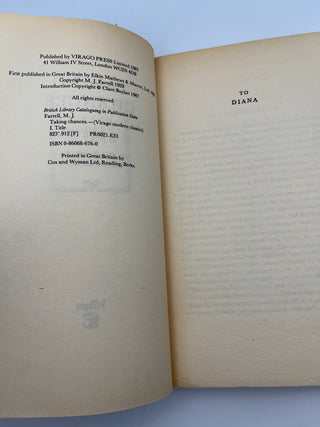 Published by VIRAGO PRESS Limited 1987
41 William IV Street, London WC2N 4DB
First published in Great Britain by Elkin Mathews & Marrot, Ltd, 1929
Copyright M. J. Farrell 1929
Introduction Copyright © Clare Boylan 1987
All rights reserved
British Library Cataloguing in Publication Data
Farrell, M. J.
Taking chances.—(Virago modern classics)
I. Title
823'.912 [F] PR6021.E33
ISBN 0-86068-676-0
Printed in Great Britain by
Cox and Wyman Ltd, Reading, Berks.
TO
DIANA